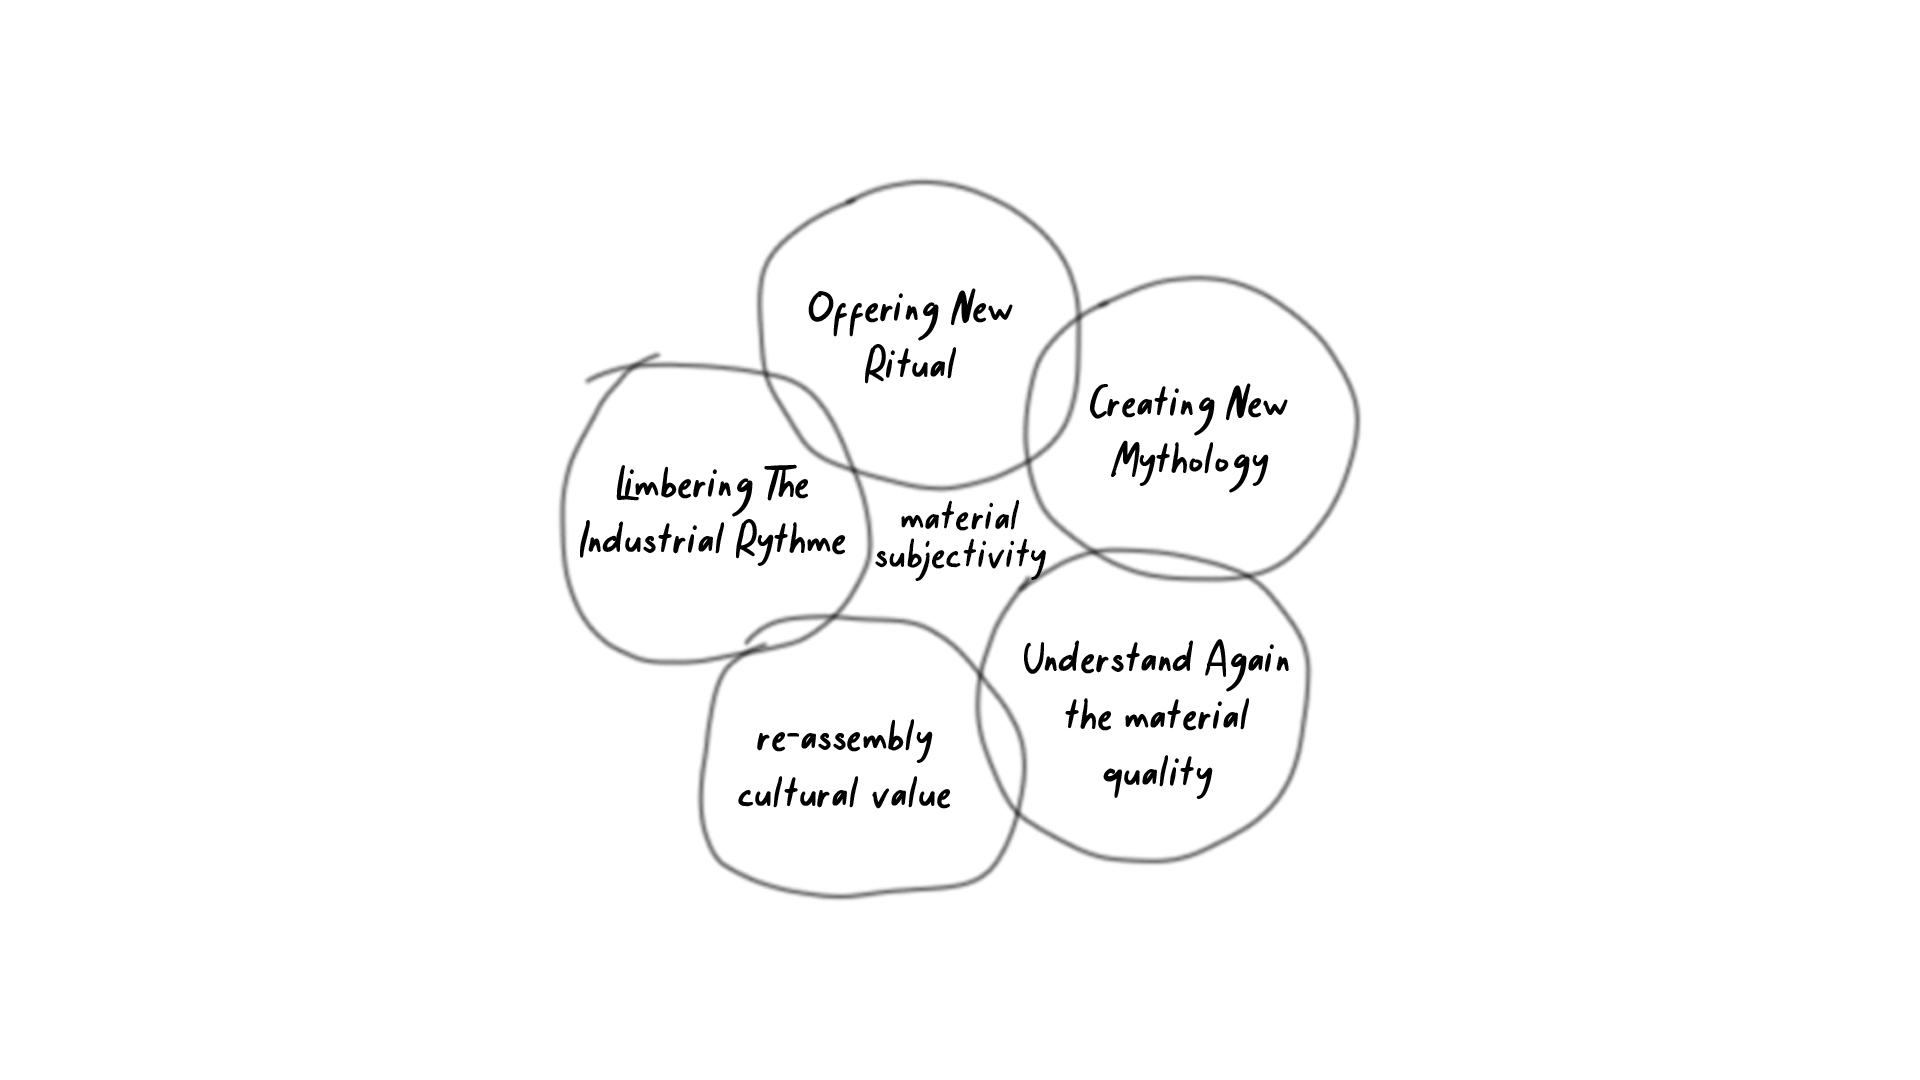 Offering New
Ritual
Creating New
Mythology
Limbering The
Industrial Rythme
material
subjectivity
Understand Again
the material
quality
re-assembly
cultural value